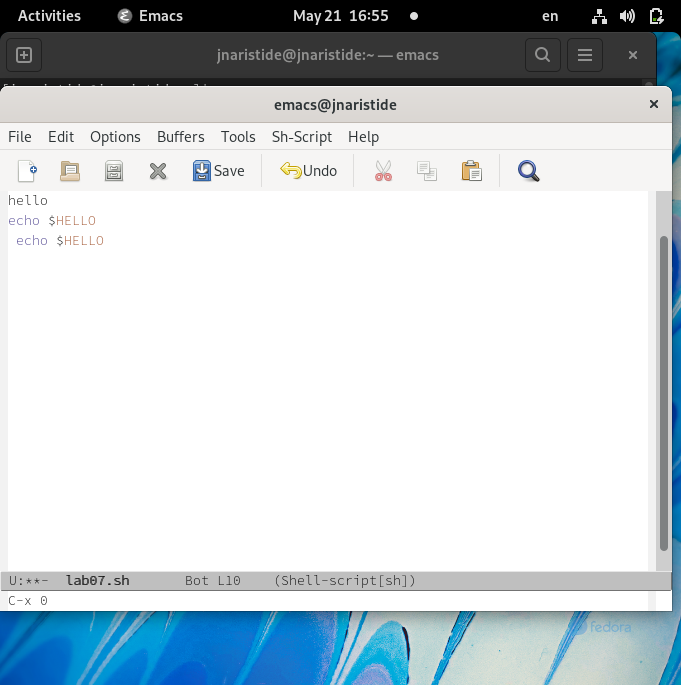 Activities Emacs May 21 16:55 en
jnaristide@jnaristide:~ — emacs
emacs@jnaristide
File Edit Options Buffers Tools Sh-Script Help
Save Undo
hello
echo $HELLO
echo $HELLO
U:**- lab07.sh Bot L10 (Shell-script[sh])
C-x 0
fedora